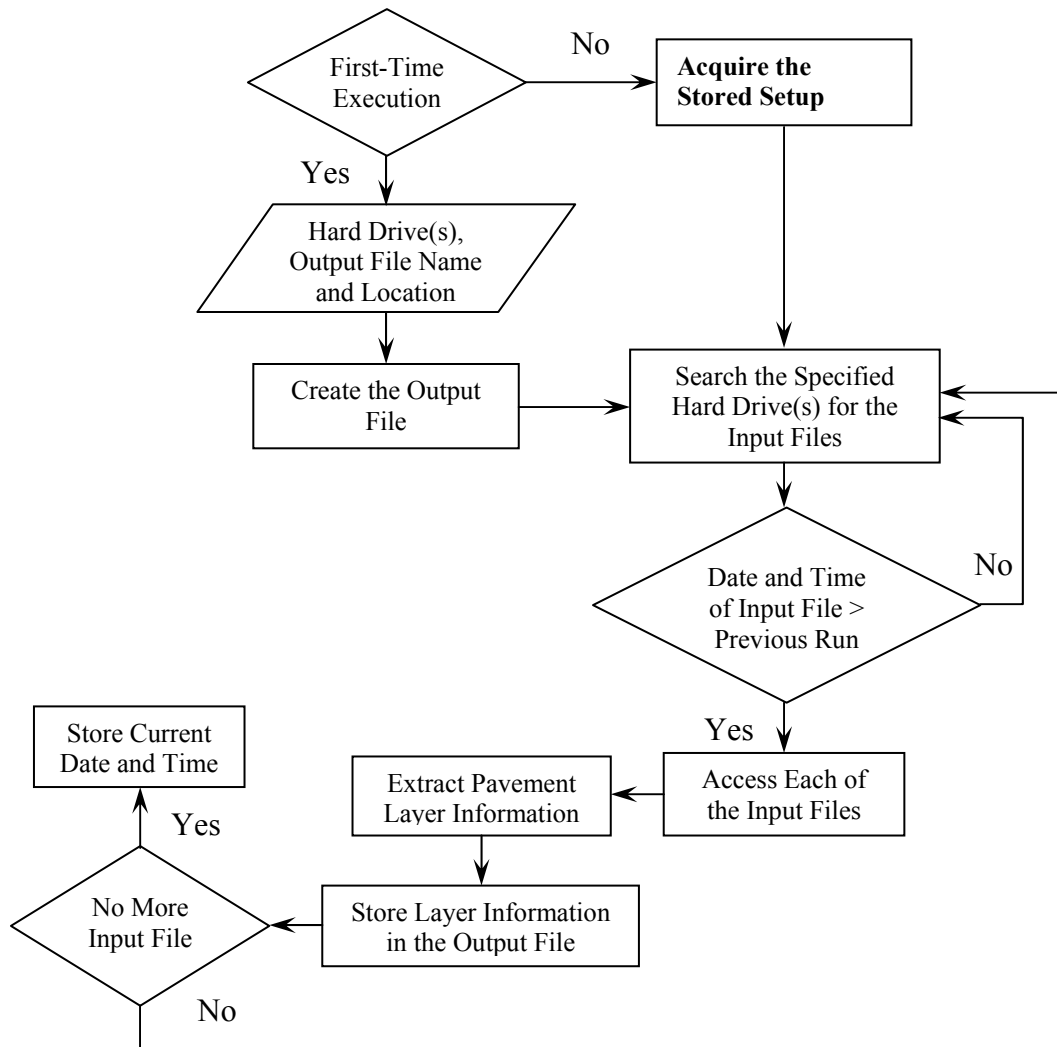 First-Time
Execution
No
Acquire the
Stored Setup
Yes
Hard Drive(s),
Output File Name
and Location
Create the Output
File
Search the Specified
Hard Drive(s) for the
Input Files
Date and Time
of Input File >
Previous Run
No
Yes
Access Each of
the Input Files
Extract Pavement
Layer Information
Store Layer Information
in the Output File
No More
Input File
Yes
Store Current
Date and Time
No